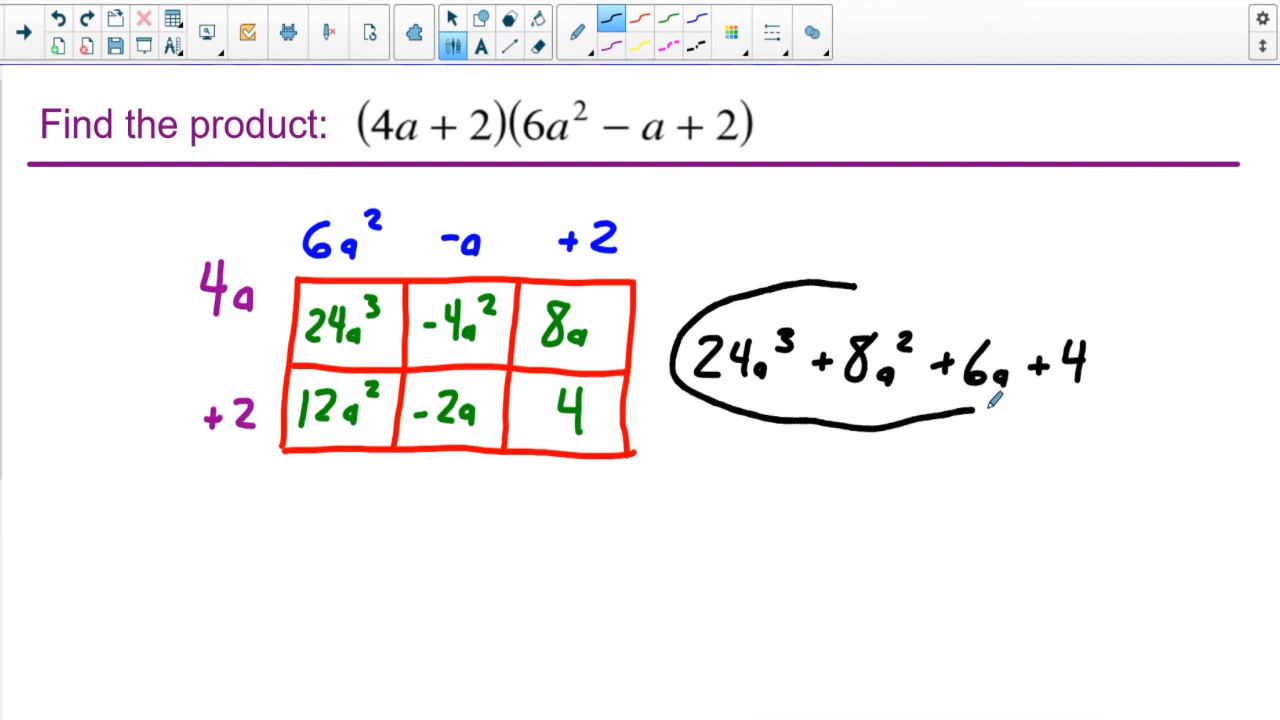 Find the product: (4a + 2)(6a² − a + 2)
6a² -a +2
4a 24a³ -4a² 8a
24a³ + 8a² + 6a + 4
+2 12a² -2a 4